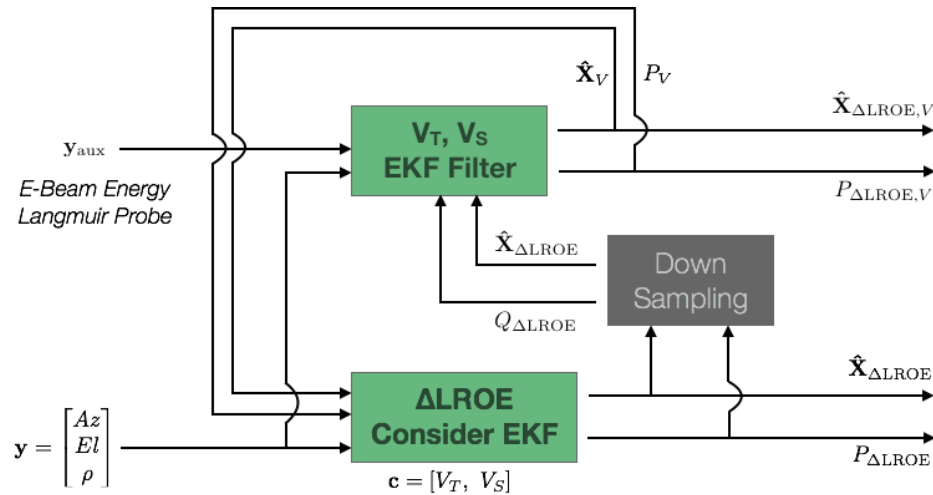 X̂_V P_V
X̂_ΔLROE,V
V_T, V_S
EKF Filter
y_aux
E-Beam Energy
Langmuir Probe
P_ΔLROE,V
X̂_ΔLROE
Down
Sampling
Q_ΔLROE
X̂_ΔLROE
ΔLROE
Consider EKF
y = [Az
El
ρ]
P_ΔLROE
c = [V_T, V_S]